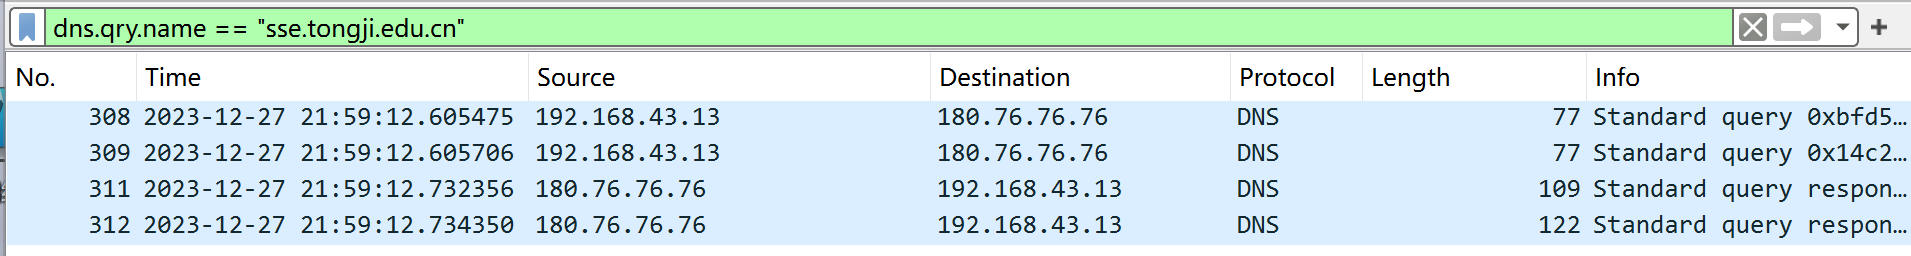 dns.qry.name == "sse.tongji.edu.cn"
No. Time Source Destination Protocol Length Info
308 2023-12-27 21:59:12.605475 192.168.43.13 180.76.76.76 DNS 77 Standard query 0xbfd5…
309 2023-12-27 21:59:12.605706 192.168.43.13 180.76.76.76 DNS 77 Standard query 0x14c2…
311 2023-12-27 21:59:12.732356 180.76.76.76 192.168.43.13 DNS 109 Standard query respon…
312 2023-12-27 21:59:12.734350 180.76.76.76 192.168.43.13 DNS 122 Standard query respon…